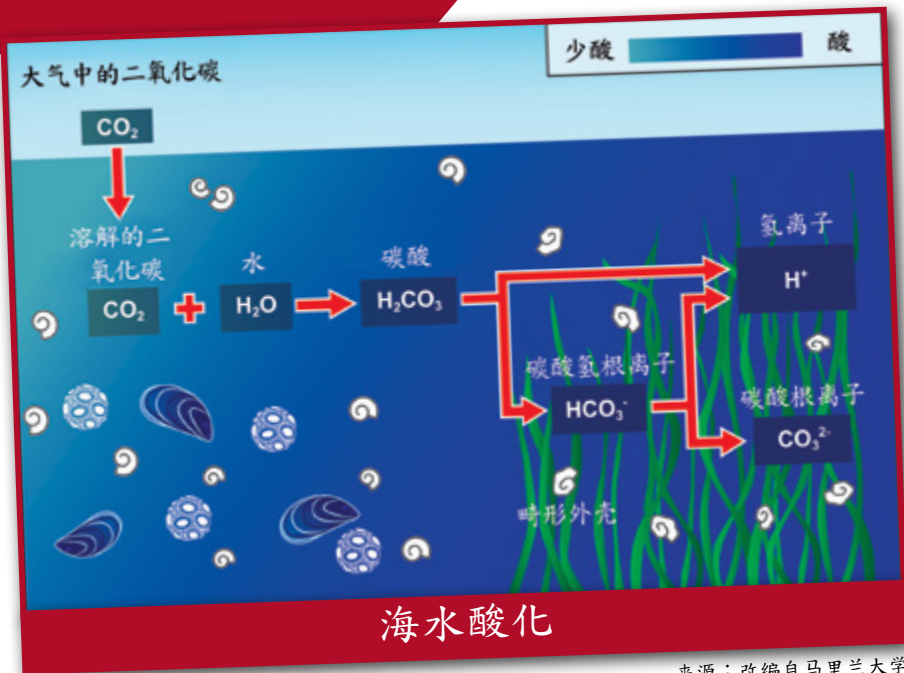 少酸 酸
大气中的二氧化碳
CO₂
溶解的二
氧化碳
CO₂
水
H₂O
碳酸
H₂CO₃
氢离子
H⁺
碳酸氢根离子
HCO₃⁻
碳酸根离子
CO₃²⁻
畸形外壳
海水酸化
来源：改编自马里兰大学